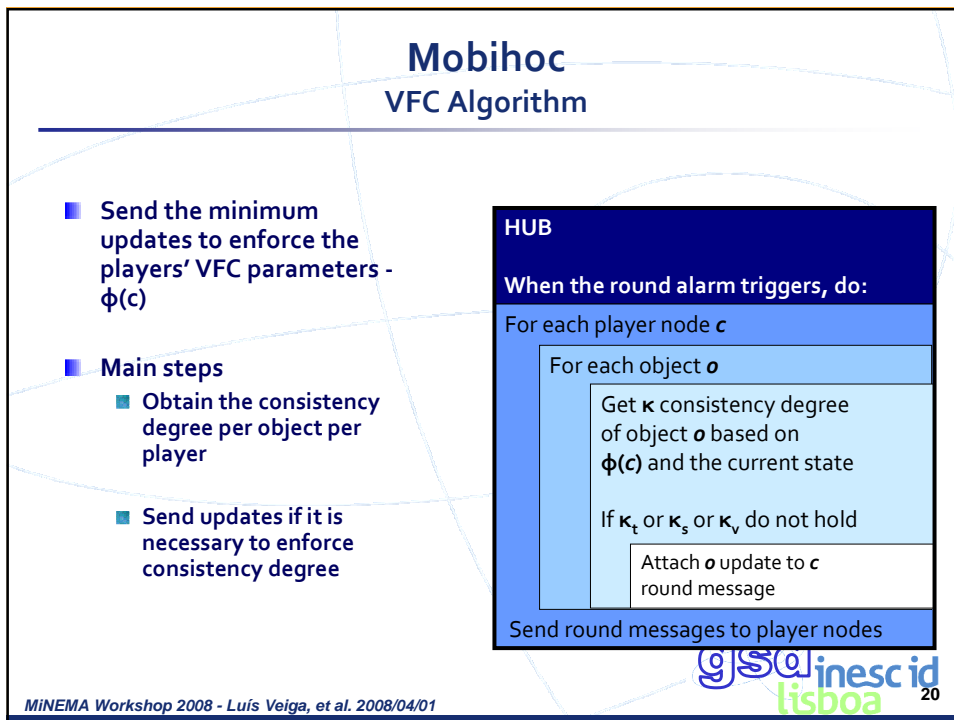 Mobihoc
VFC Algorithm
Send the minimum
updates to enforce the
players’ VFC parameters -
ϕ(c)
Main steps
Obtain the consistency
degree per object per
player
Send updates if it is
necessary to enforce
consistency degree
HUB
When the round alarm triggers, do:
For each player node c
For each object o
Get κ consistency degree
of object o based on
ϕ(c) and the current state
If κt or κs or κv do not hold
Attach o update to c
round message
Send round messages to player nodes
gsd inesc id
lisboa
MiNEMA Workshop 2008 - Luís Veiga, et al. 2008/04/01
20